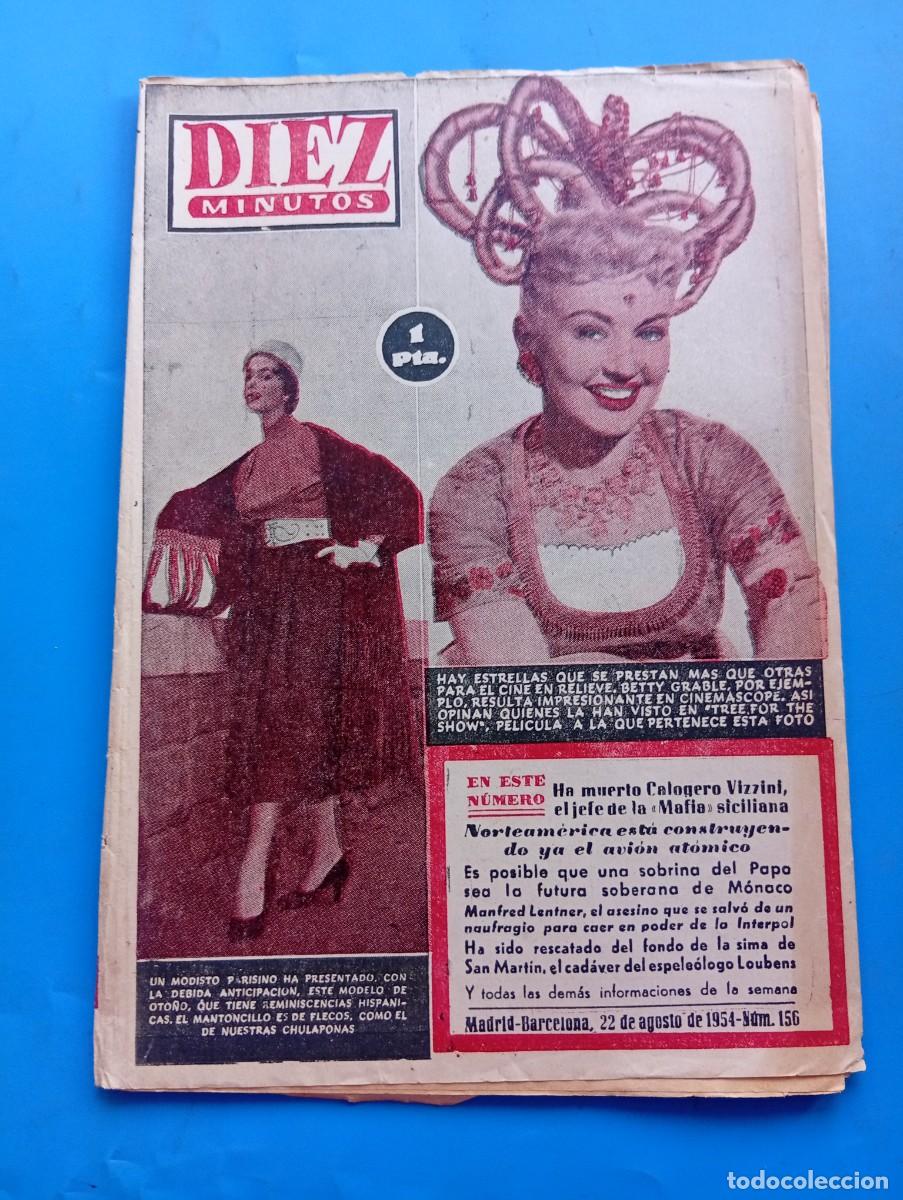 DIEZ
MINUTOS
1
Pta.
HAY ESTRELLAS QUE SE PRESTAN MAS QUE OTRAS
PARA EL CINE EN RELIEVE. BETTY GRABLE, POR EJEM-
PLO, RESULTA IMPRESIONANTE EN CINEMASCOPE. ASI
OPINAN QUIENES LA HAN VISTO EN "TREE FOR THE
SHOW", PELICULA A LA QUE PERTENECE ESTA FOTO
EN ESTE
NÚMERO
Ha muerto Calogero Vizzini,
el jefe de la «Mafia» siciliana
Norteamérica está construyen-
do ya el avión atómico
Es posible que una sobrina del Papa
sea la futura soberana de Mónaco
Manfred Lentner, el asesino que se salvó de un
naufragio para caer en poder de la Interpol
Ha sido rescatado del fondo de la sima de
San Martín, el cadáver del espeleólogo Loubens
Y todas las demás informaciones de la semana
Madrid-Barcelona, 22 de agosto de 1954-Núm. 156
UN MODISTO PARISINO HA PRESENTADO, CON
LA DEBIDA ANTICIPACION, ESTE MODELO DE
OTOÑO, QUE TIENE REMINISCENCIAS HISPANI-
CAS. EL MANTONCILLO ES DE FLECOS, COMO EL
DE NUESTRAS CHULAPONAS
todocoleccion